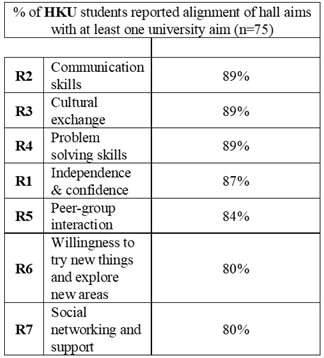 % of HKU students reported alignment of hall aims
with at least one university aim (n=75)
R2 Communication
skills 89%
R3 Cultural
exchange 89%
R4 Problem
solving skills 89%
R1 Independence
& confidence 87%
R5 Peer-group
interaction 84%
R6 Willingness to
try new things
and explore
new areas 80%
R7 Social
networking and
support 80%